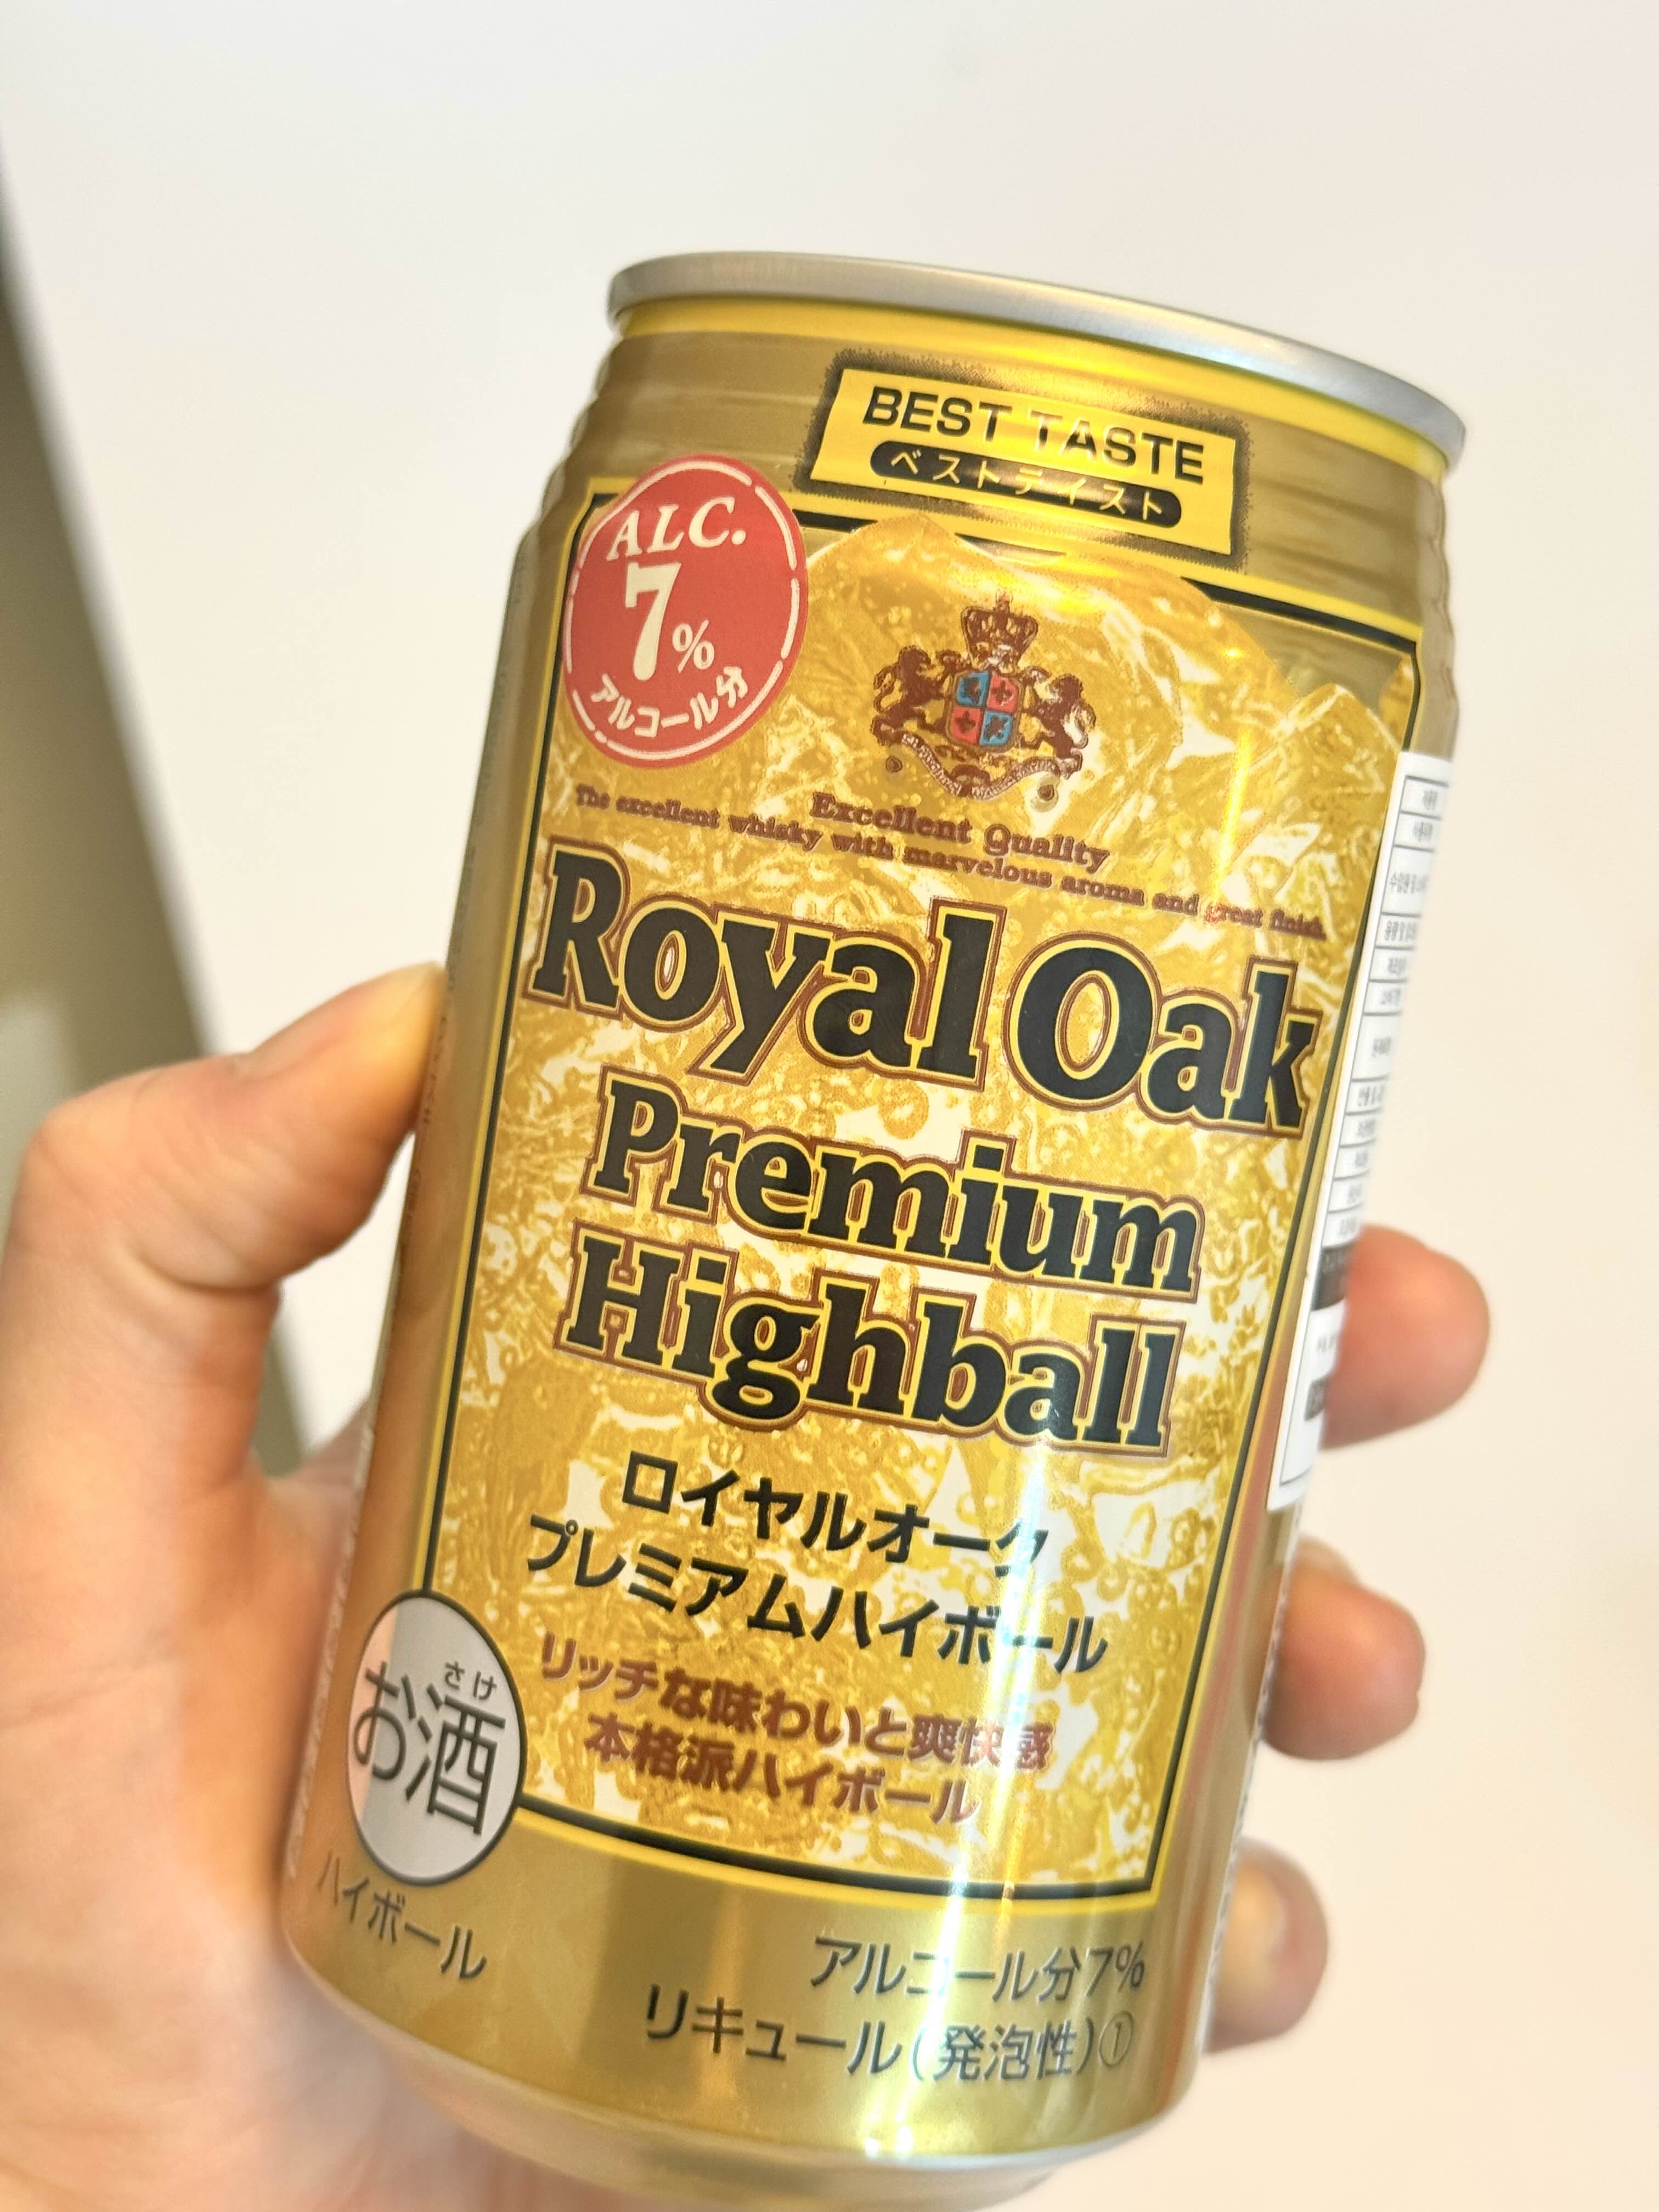 BEST TASTE
ベストテイスト
ALC.
7%
アルコール分
Excellent Quality
The excellent whisky with marvelous aroma and great finish.
Royal Oak
Premium
Highball
ロイヤルオーク
プレミアムハイボール
リッチな味わいと爽快感
本格派ハイボール
さけ
お酒
ハイボール
アルコール分7%
リキュール(発泡性)①